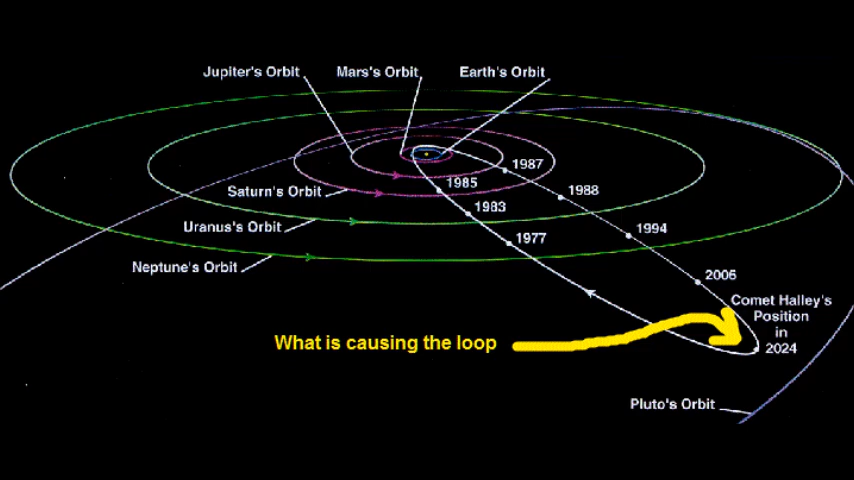 Jupiter's Orbit
Mars's Orbit
Earth's Orbit
1987
1985
Saturn's Orbit
1988
1983
Uranus's Orbit
1994
1977
Neptune's Orbit
2005
Comet Halley's
Position
in
2024
What is causing the loop
Pluto's Orbit